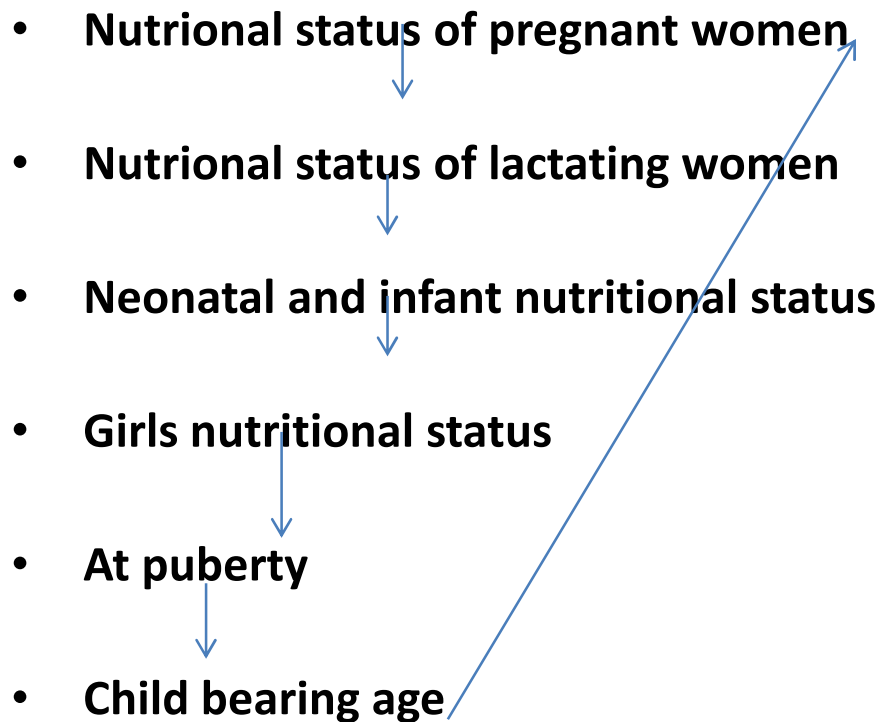 • Nutrional status of pregnant women
• Nutrional status of lactating women
• Neonatal and infant nutritional status
• Girls nutritional status
• At puberty
• Child bearing age